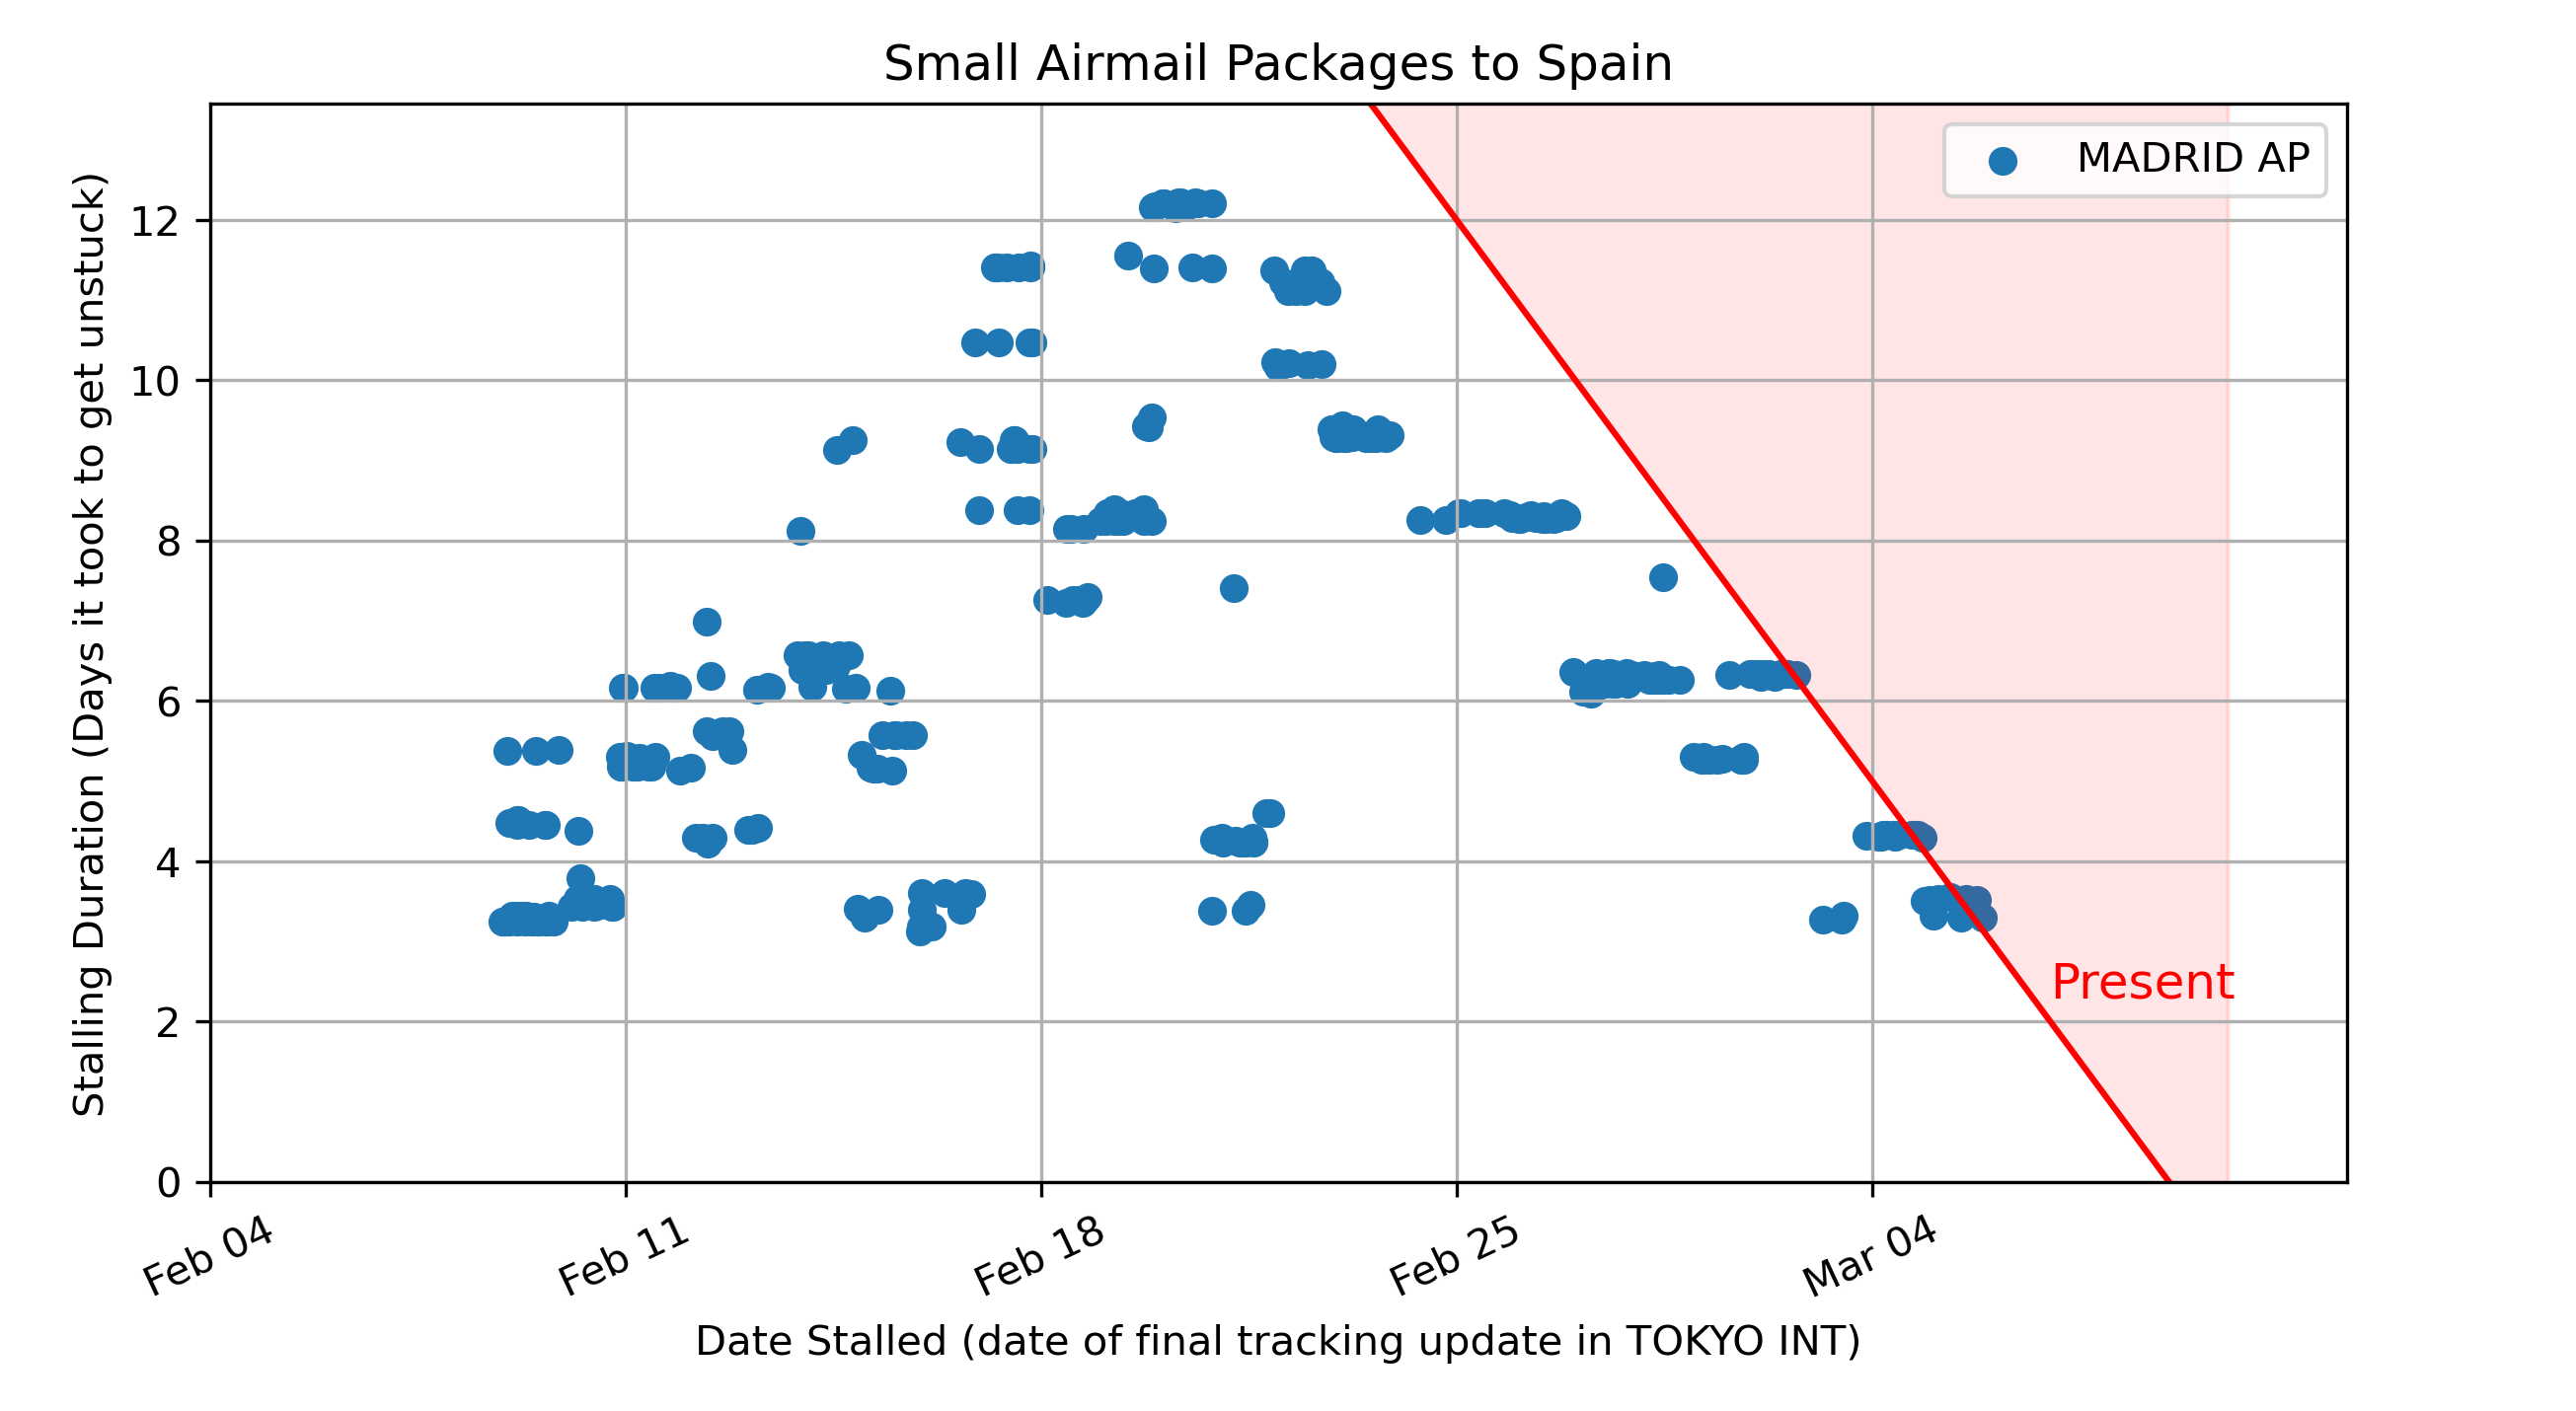 Small Airmail Packages to Spain
MADRID AP
Stalling Duration (Days it took to get unstuck)
12
10
8
6
4
2
0
Present
Feb 04
Feb 11
Feb 18
Feb 25
Mar 04
Date Stalled (date of final tracking update in TOKYO INT)